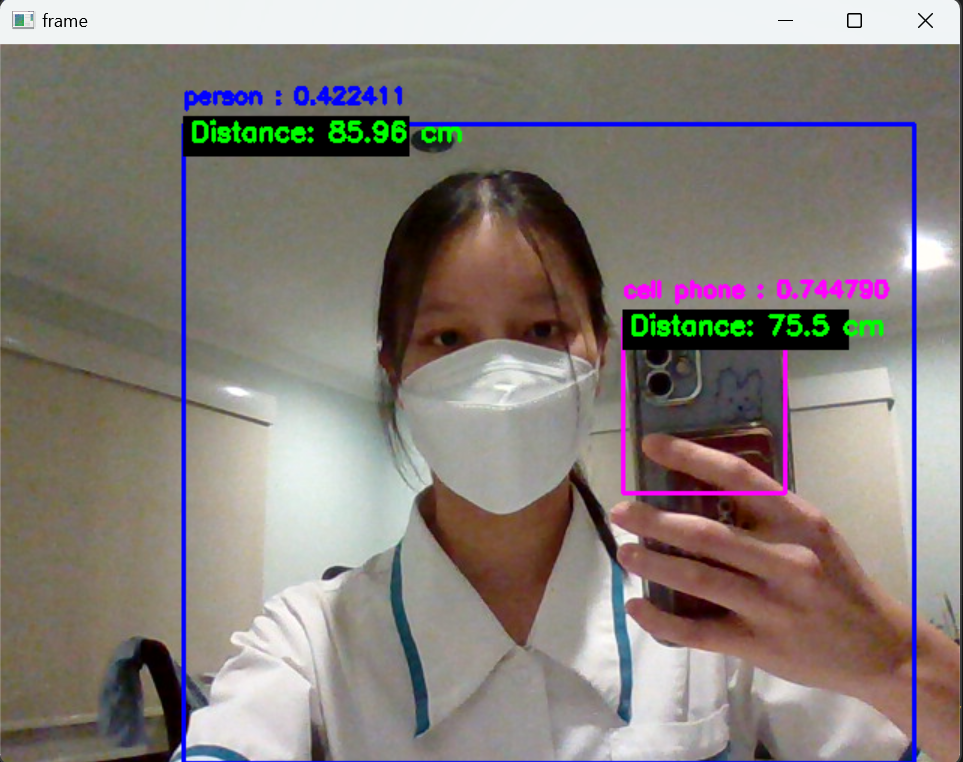 frame
person : 0.422411
Distance: 85.96 cm
cell phone : 0.744790
Distance: 75.5 cm